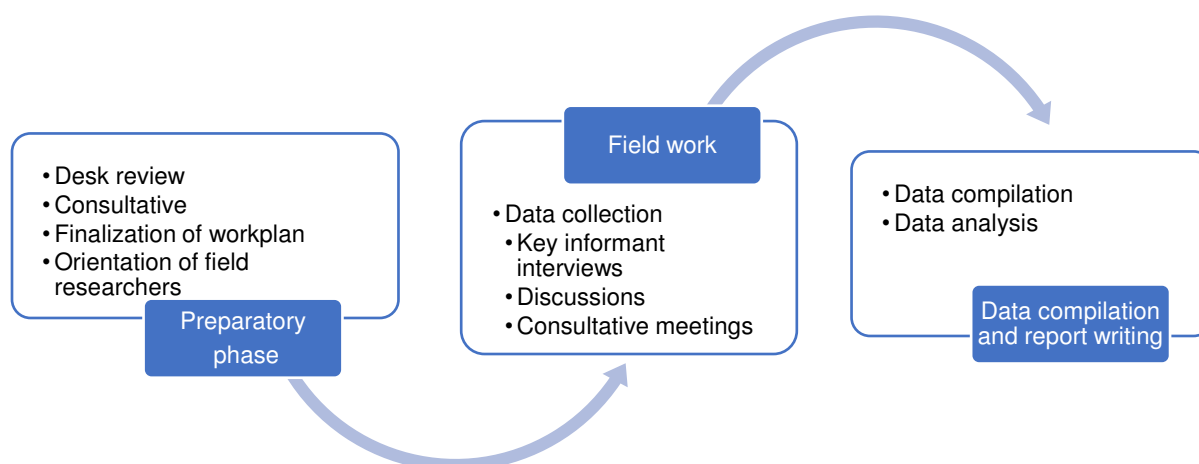 • Desk review
• Consultative
• Finalization of workplan
• Orientation of field
researchers
Preparatory
phase
Field work
• Data collection
• Key informant
interviews
• Discussions
• Consultative meetings
• Data compilation
• Data analysis
Data compilation
and report writing